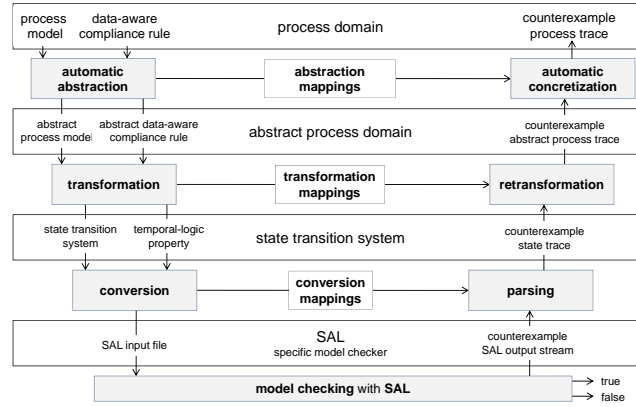 process
model
data-aware
compliance rule
process domain
counterexample
process trace
automatic
abstraction
abstraction
mappings
automatic
concretization
abstract
process model
abstract data-aware
compliance rule
abstract process domain
counterexample
abstract process trace
transformation
transformation
mappings
retransformation
state transition
system
temporal-logic
property
state transition system
counterexample
state trace
conversion
conversion
mappings
parsing
SAL input file
SAL
specific model checker
counterexample
SAL output stream
model checking with SAL
true
false